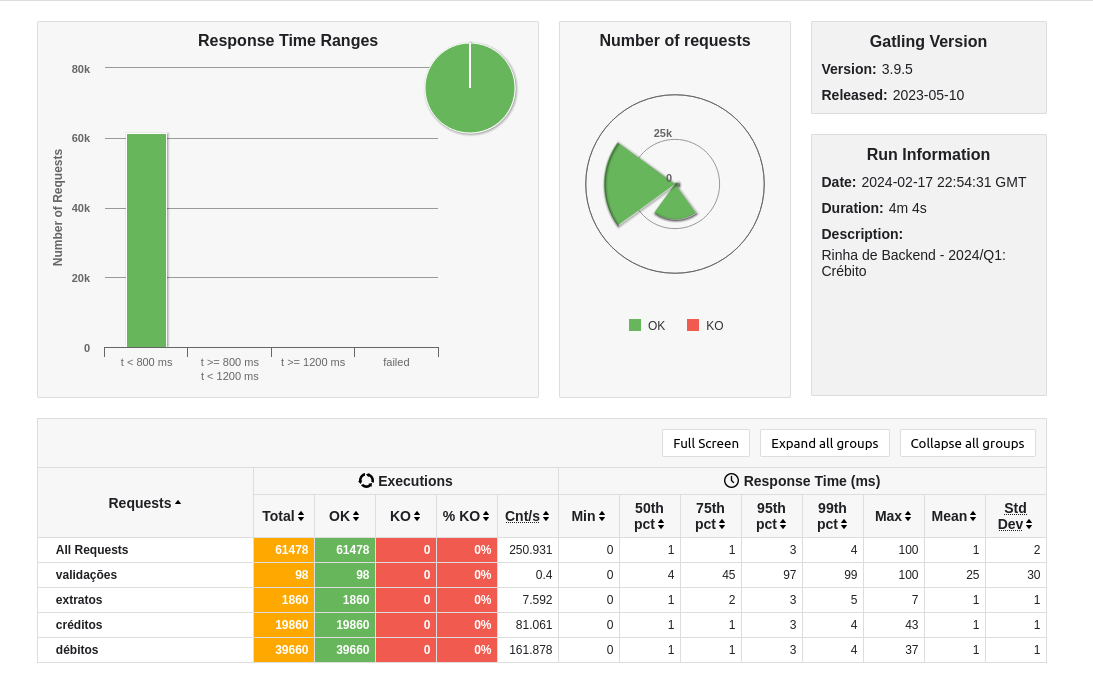 Response Time Ranges
80k
60k
40k
20k
0
Number of Requests
t < 800 ms
t >= 800 ms
t < 1200 ms
t >= 1200 ms
failed
Number of requests
25k
0
OK
KO
Gatling Version
Version: 3.9.5
Released: 2023-05-10
Run Information
Date: 2024-02-17 22:54:31 GMT
Duration: 4m 4s
Description:
Rinha de Backend - 2024/Q1:
Crébito
Full Screen Expand all groups Collapse all groups
Requests Executions Response Time (ms)
Total OK KO % KO Cnt/s Min 50th pct 75th pct 95th pct 99th pct Max Mean Std Dev
All Requests 61478 61478 0 0% 250.931 0 1 1 3 4 100 1 2
validações 98 98 0 0% 0.4 0 4 45 97 99 100 25 30
extratos 1860 1860 0 0% 7.592 0 1 2 3 5 7 1 1
créditos 19860 19860 0 0% 81.061 0 1 1 3 4 43 1 1
débitos 39660 39660 0 0% 161.878 0 1 1 3 4 37 1 1